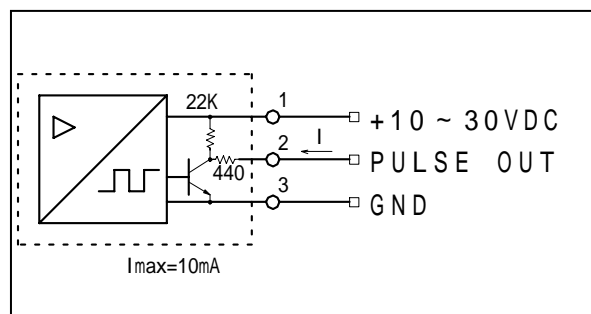 22K
1
+10 ~ 30VDC
2
I
PULSE OUT
440
3
GND
Imax=10mA